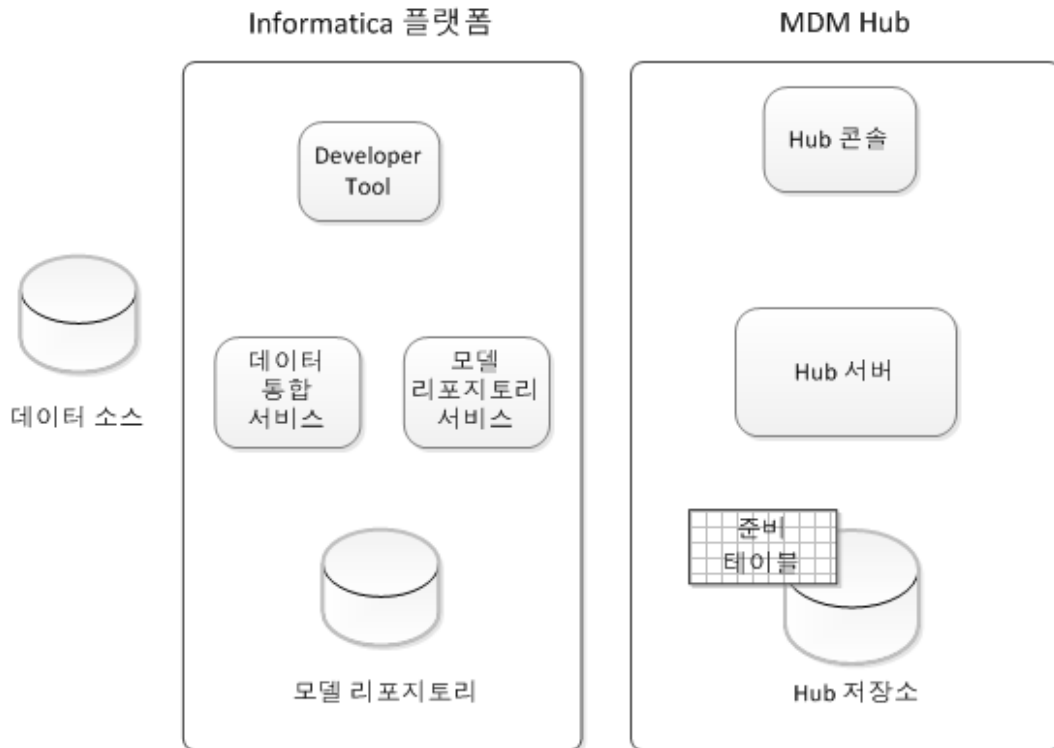 Informatica 플랫폼
MDM Hub
Developer
Tool
Hub 콘솔
데이터 소스
데이터
통합
서비스
모델
리포지토리
서비스
Hub 서버
준비
테이블
모델 리포지토리
Hub 저장소